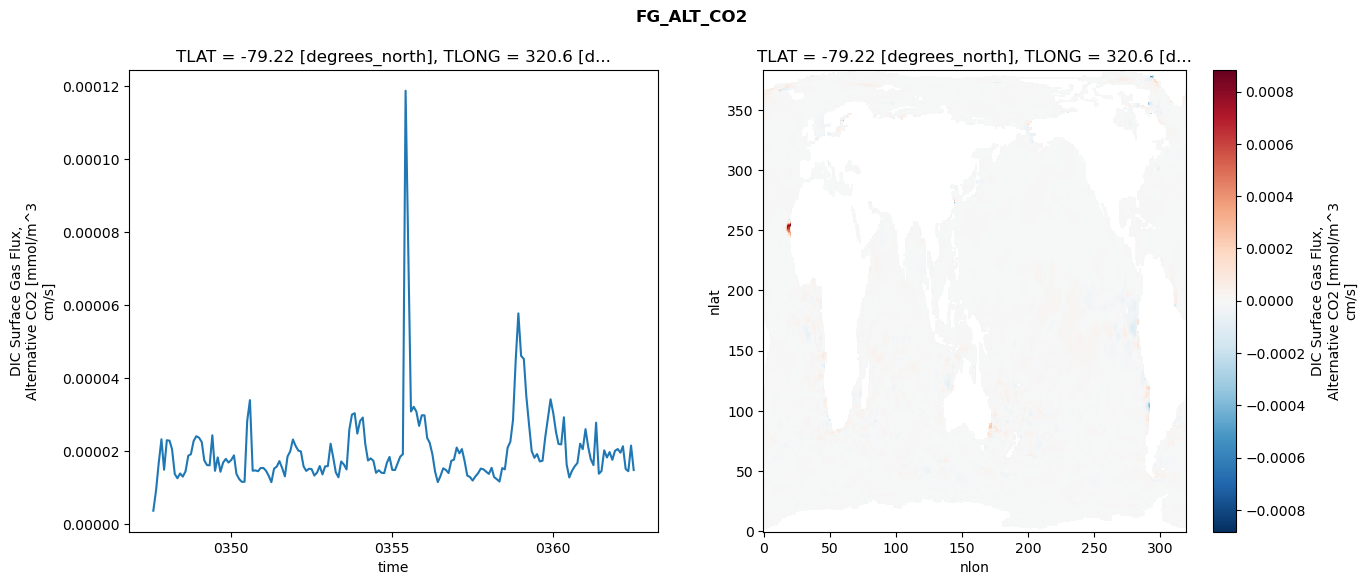 FG_ALT_CO2
TLAT = -79.22 [degrees_north], TLONG = 320.6 [d...
DIC Surface Gas Flux,
Alternative CO2 [mmol/m^3
cm/s]
0.00012
0.00010
0.00008
0.00006
0.00004
0.00002
0.00000
0350
0355
0360
time
TLAT = -79.22 [degrees_north], TLONG = 320.6 [d...
nlat
350
300
250
200
150
100
50
0
0
50
100
150
200
250
300
nlon
0.0008
0.0006
0.0004
0.0002
0.0000
−0.0002
−0.0004
−0.0006
−0.0008
DIC Surface Gas Flux,
Alternative CO2 [mmol/m^3
cm/s]